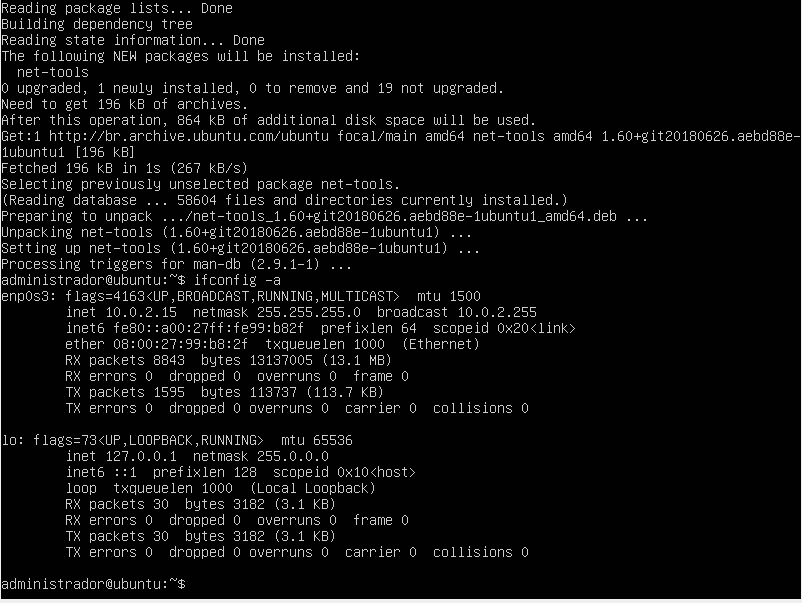 Reading package lists... Done
Building dependency tree
Reading state information... Done
The following NEW packages will be installed:
  net-tools
0 upgraded, 1 newly installed, 0 to remove and 19 not upgraded.
Need to get 196 kB of archives.
After this operation, 864 kB of additional disk space will be used.
Get:1 http://br.archive.ubuntu.com/ubuntu focal/main amd64 net-tools amd64 1.60+git20180626.aebd88e-
1ubuntu1 [196 kB]
Fetched 196 kB in 1s (267 kB/s)
Selecting previously unselected package net-tools.
(Reading database ... 58604 files and directories currently installed.)
Preparing to unpack .../net-tools_1.60+git20180626.aebd88e-1ubuntu1_amd64.deb ...
Unpacking net-tools (1.60+git20180626.aebd88e-1ubuntu1) ...
Setting up net-tools (1.60+git20180626.aebd88e-1ubuntu1) ...
Processing triggers for man-db (2.9.1-1) ...
administrador@ubuntu:~$ ifconfig -a
enp0s3: flags=4163<UP,BROADCAST,RUNNING,MULTICAST>  mtu 1500
        inet 10.0.2.15  netmask 255.255.255.0  broadcast 10.0.2.255
        inet6 fe80::a00:27ff:fe99:b82f  prefixlen 64  scopeid 0x20<link>
        ether 08:00:27:99:b8:2f  txqueuelen 1000  (Ethernet)
        RX packets 8843  bytes 13137005 (13.1 MB)
        RX errors 0  dropped 0  overruns 0  frame 0
        TX packets 1595  bytes 113737 (113.7 KB)
        TX errors 0  dropped 0 overruns 0  carrier 0  collisions 0

lo: flags=73<UP,LOOPBACK,RUNNING>  mtu 65536
        inet 127.0.0.1  netmask 255.0.0.0
        inet6 ::1  prefixlen 128  scopeid 0x10<host>
        loop  txqueuelen 1000  (Local Loopback)
        RX packets 30  bytes 3182 (3.1 KB)
        RX errors 0  dropped 0  overruns 0  frame 0
        TX packets 30  bytes 3182 (3.1 KB)
        TX errors 0  dropped 0 overruns 0  carrier 0  collisions 0

administrador@ubuntu:~$